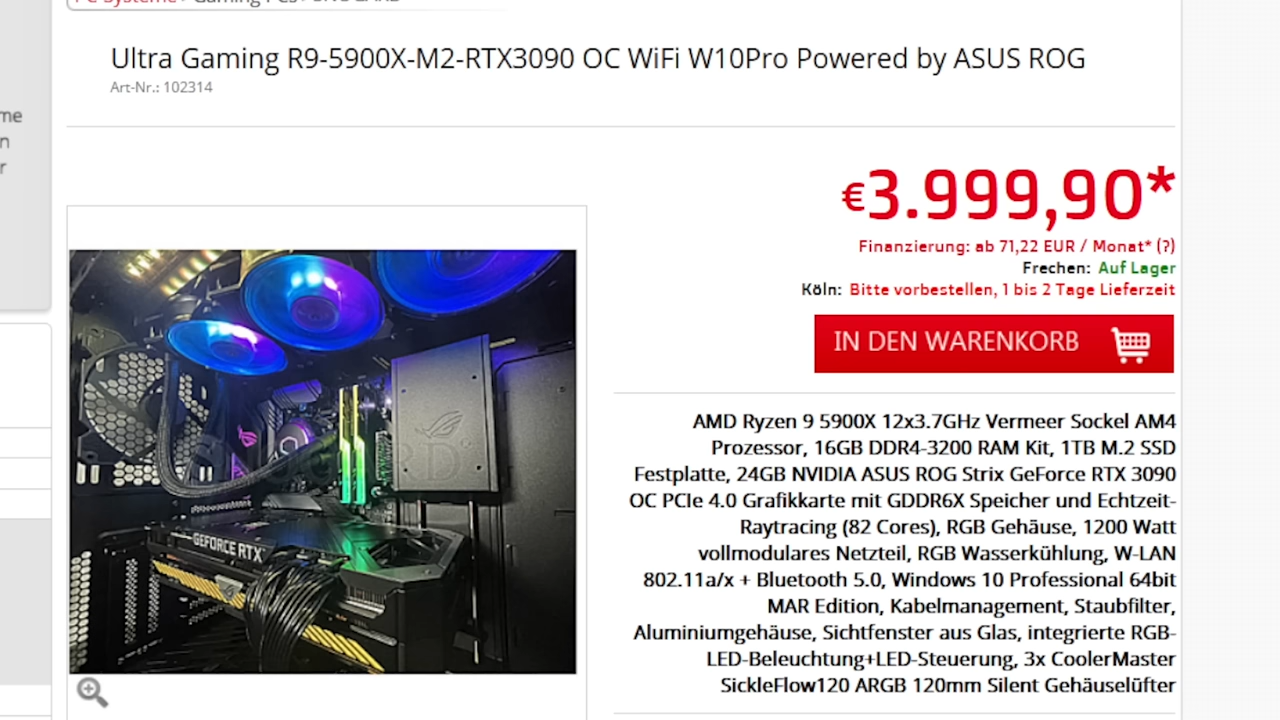 Ultra Gaming R9-5900X-M2-RTX3090 OC WiFi W10Pro Powered by ASUS ROG
Art-Nr.: 102314
me
n
r
€3.999,90*
Finanzierung: ab 71,22 EUR / Monat* (?)
Frechen: Auf Lager
Köln: Bitte vorbestellen, 1 bis 2 Tage Lieferzeit
IN DEN WARENKORB
AMD Ryzen 9 5900X 12x3.7GHz Vermeer Sockel AM4
Prozessor, 16GB DDR4-3200 RAM Kit, 1TB M.2 SSD
Festplatte, 24GB NVIDIA ASUS ROG Strix GeForce RTX 3090
OC PCIe 4.0 Grafikkarte mit GDDR6X Speicher und Echtzeit-
Raytracing (82 Cores), RGB Gehäuse, 1200 Watt
vollmodulares Netzteil, RGB Wasserkühlung, W-LAN
802.11a/x + Bluetooth 5.0, Windows 10 Professional 64bit
MAR Edition, Kabelmanagement, Staubfilter,
Aluminiumgehäuse, Sichtfenster aus Glas, integrierte RGB-
LED-Beleuchtung+LED-Steuerung, 3x CoolerMaster
SickleFlow120 ARGB 120mm Silent Gehäuselüfter
GEFORCE RTX